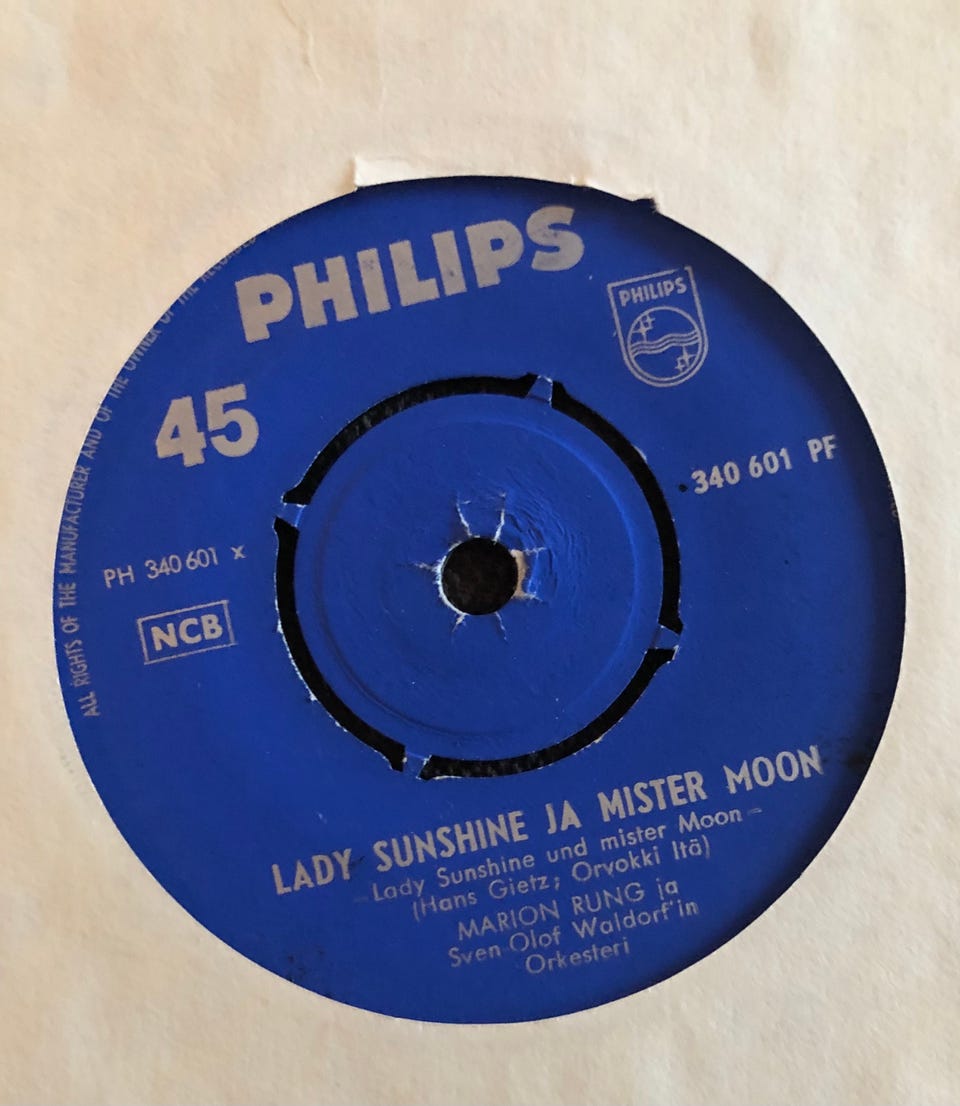 PHILIPS
PHILIPS
45
340 601 PF
PH 340 601 x
NCB
ALL RIGHTS OF THE MANUFACTURER AND OF THE OWNER OF THE
LADY SUNSHINE JA MISTER MOON
– Lady Sunshine und mister Moon –
(Hans Gietz; Orvokki Itä)
MARION RUNG ja
Sven-Olof Waldorf'in
Orkesteri